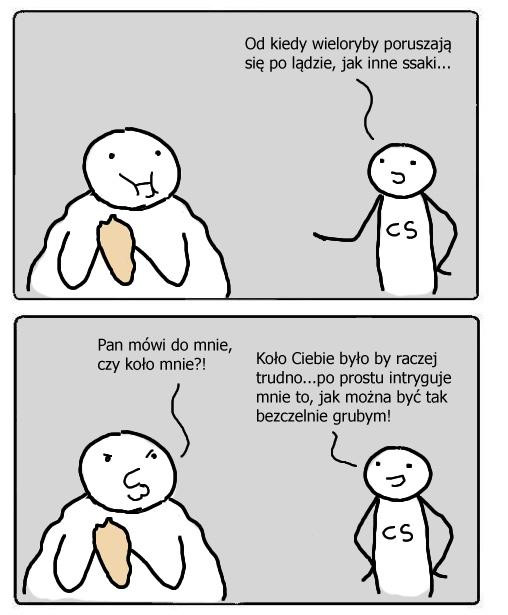 Od kiedy wieloryby poruszają
się po lądzie, jak inne ssaki...
CS
Pan mówi do mnie,
czy koło mnie?!
Koło Ciebie było by raczej
trudno...po prostu intryguje
mnie to, jak można być tak
bezczelnie grubym!
CS